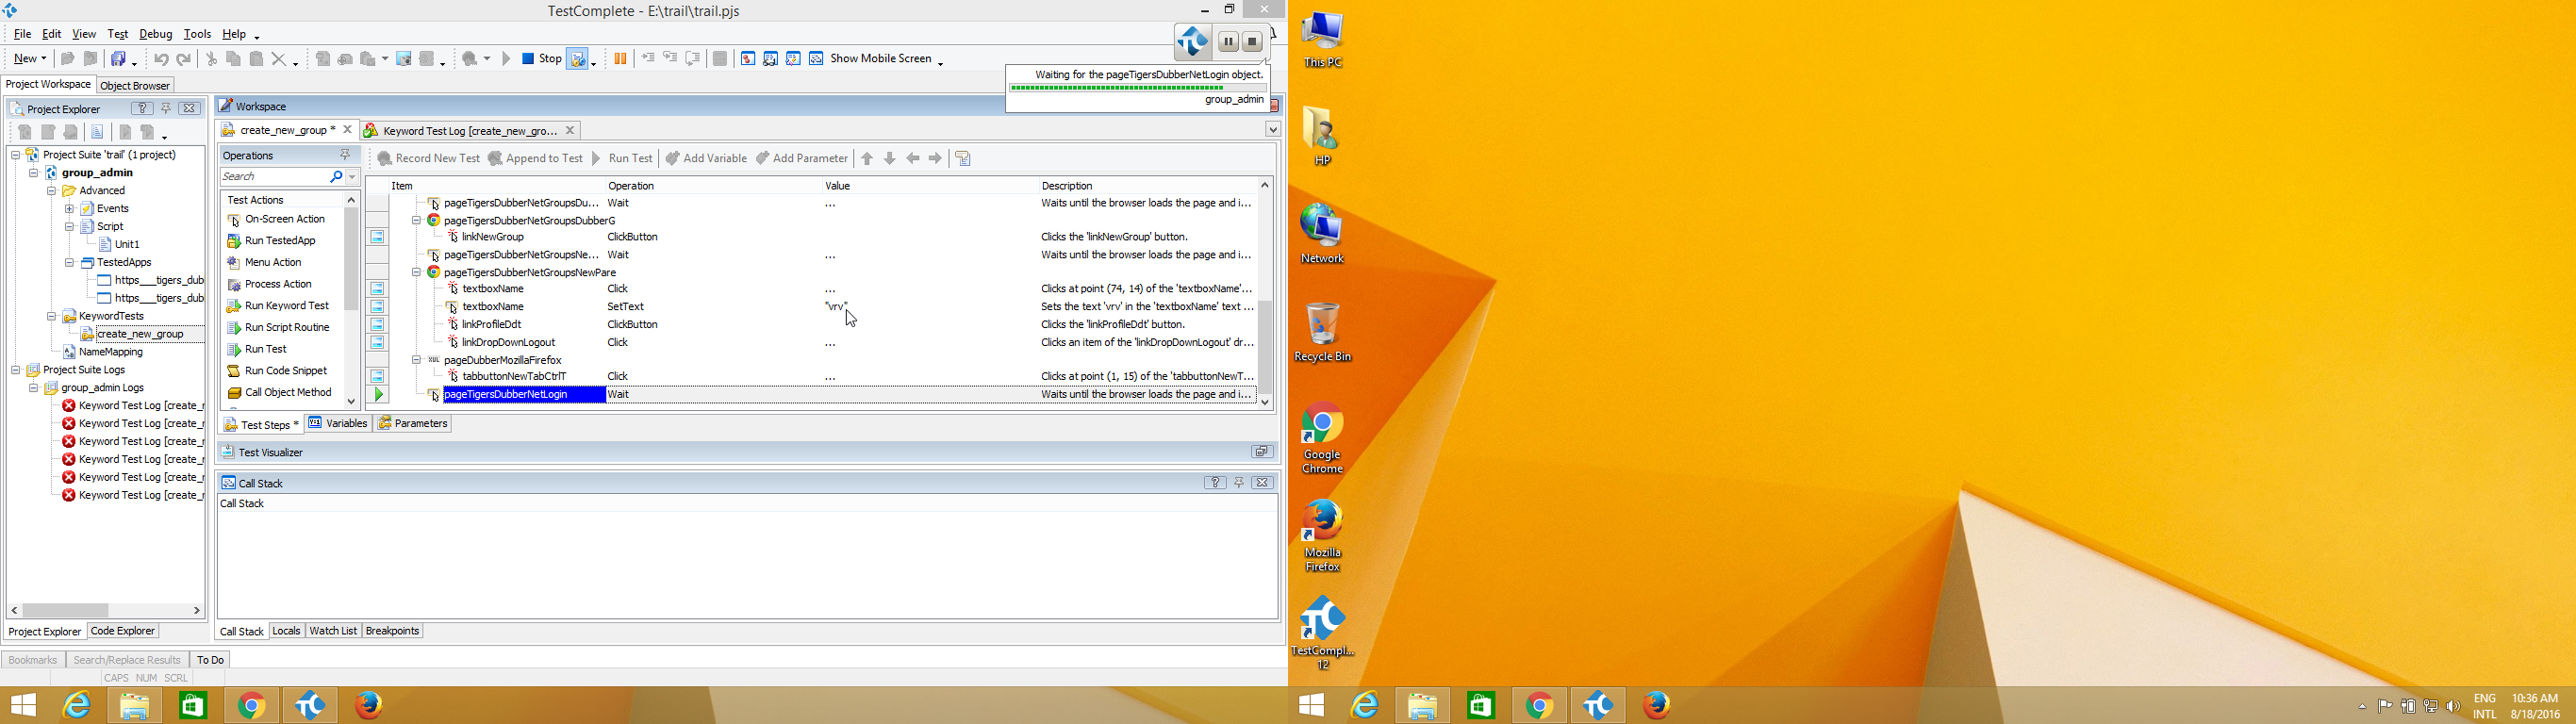 TestComplete - E:\trail\trail.pjs
File Edit View Test Debug Tools Help
New Stop Show Mobile Screen
Waiting for the pageTigersDubberNetLogin object.
group_admin
Project Workspace Object Browser
Project Explorer
Project Suite 'trail' (1 project)
group_admin
Advanced
Events
Script
Unit1
TestedApps
https___tigers_dub
https___tigers_dub
KeywordTests
create_new_group
NameMapping
Project Suite Logs
group_admin Logs
Keyword Test Log [create_r
Keyword Test Log [create_r
Keyword Test Log [create_r
Keyword Test Log [create_r
Keyword Test Log [create_r
Keyword Test Log [create_r
Project Explorer Code Explorer
Workspace
create_new_group * Keyword Test Log [create_new_gro...
Operations
Search
Test Actions
On-Screen Action
Run TestedApp
Menu Action
Process Action
Run Keyword Test
Run Script Routine
Run Test
Run Code Snippet
Call Object Method
Record New Test Append to Test Run Test Add Variable Add Parameter
Item Operation Value Description
pageTigersDubberNetGroupsDu... Wait ... Waits until the browser loads the page and i...
pageTigersDubberNetGroupsDubberG
linkNewGroup ClickButton Clicks the 'linkNewGroup' button.
pageTigersDubberNetGroupsNe... Wait ... Waits until the browser loads the page and i...
pageTigersDubberNetGroupsNewPare
textboxName Click ... Clicks at point (74, 14) of the 'textboxName'...
textboxName SetText "vrv" Sets the text 'vrv' in the 'textboxName' text ...
linkProfileDdt ClickButton Clicks the 'linkProfileDdt' button.
linkDropDownLogout Click ... Clicks an item of the 'linkDropDownLogout' dr...
pageDubberMozillaFirefox
tabbuttonNewTabCtrlT Click ... Clicks at point (1, 15) of the 'tabbuttonNewT...
pageTigersDubberNetLogin Wait Waits until the browser loads the page and i...
Test Steps * Variables Parameters
Test Visualizer
Call Stack
Call Stack
Call Stack Locals Watch List Breakpoints
Bookmarks Search/Replace Results To Do
CAPS NUM SCRL
This PC
HP
Network
Recycle Bin
Google
Chrome
Mozilla
Firefox
TestCompl...
12
ENG
INTL
10:36 AM
8/18/2016